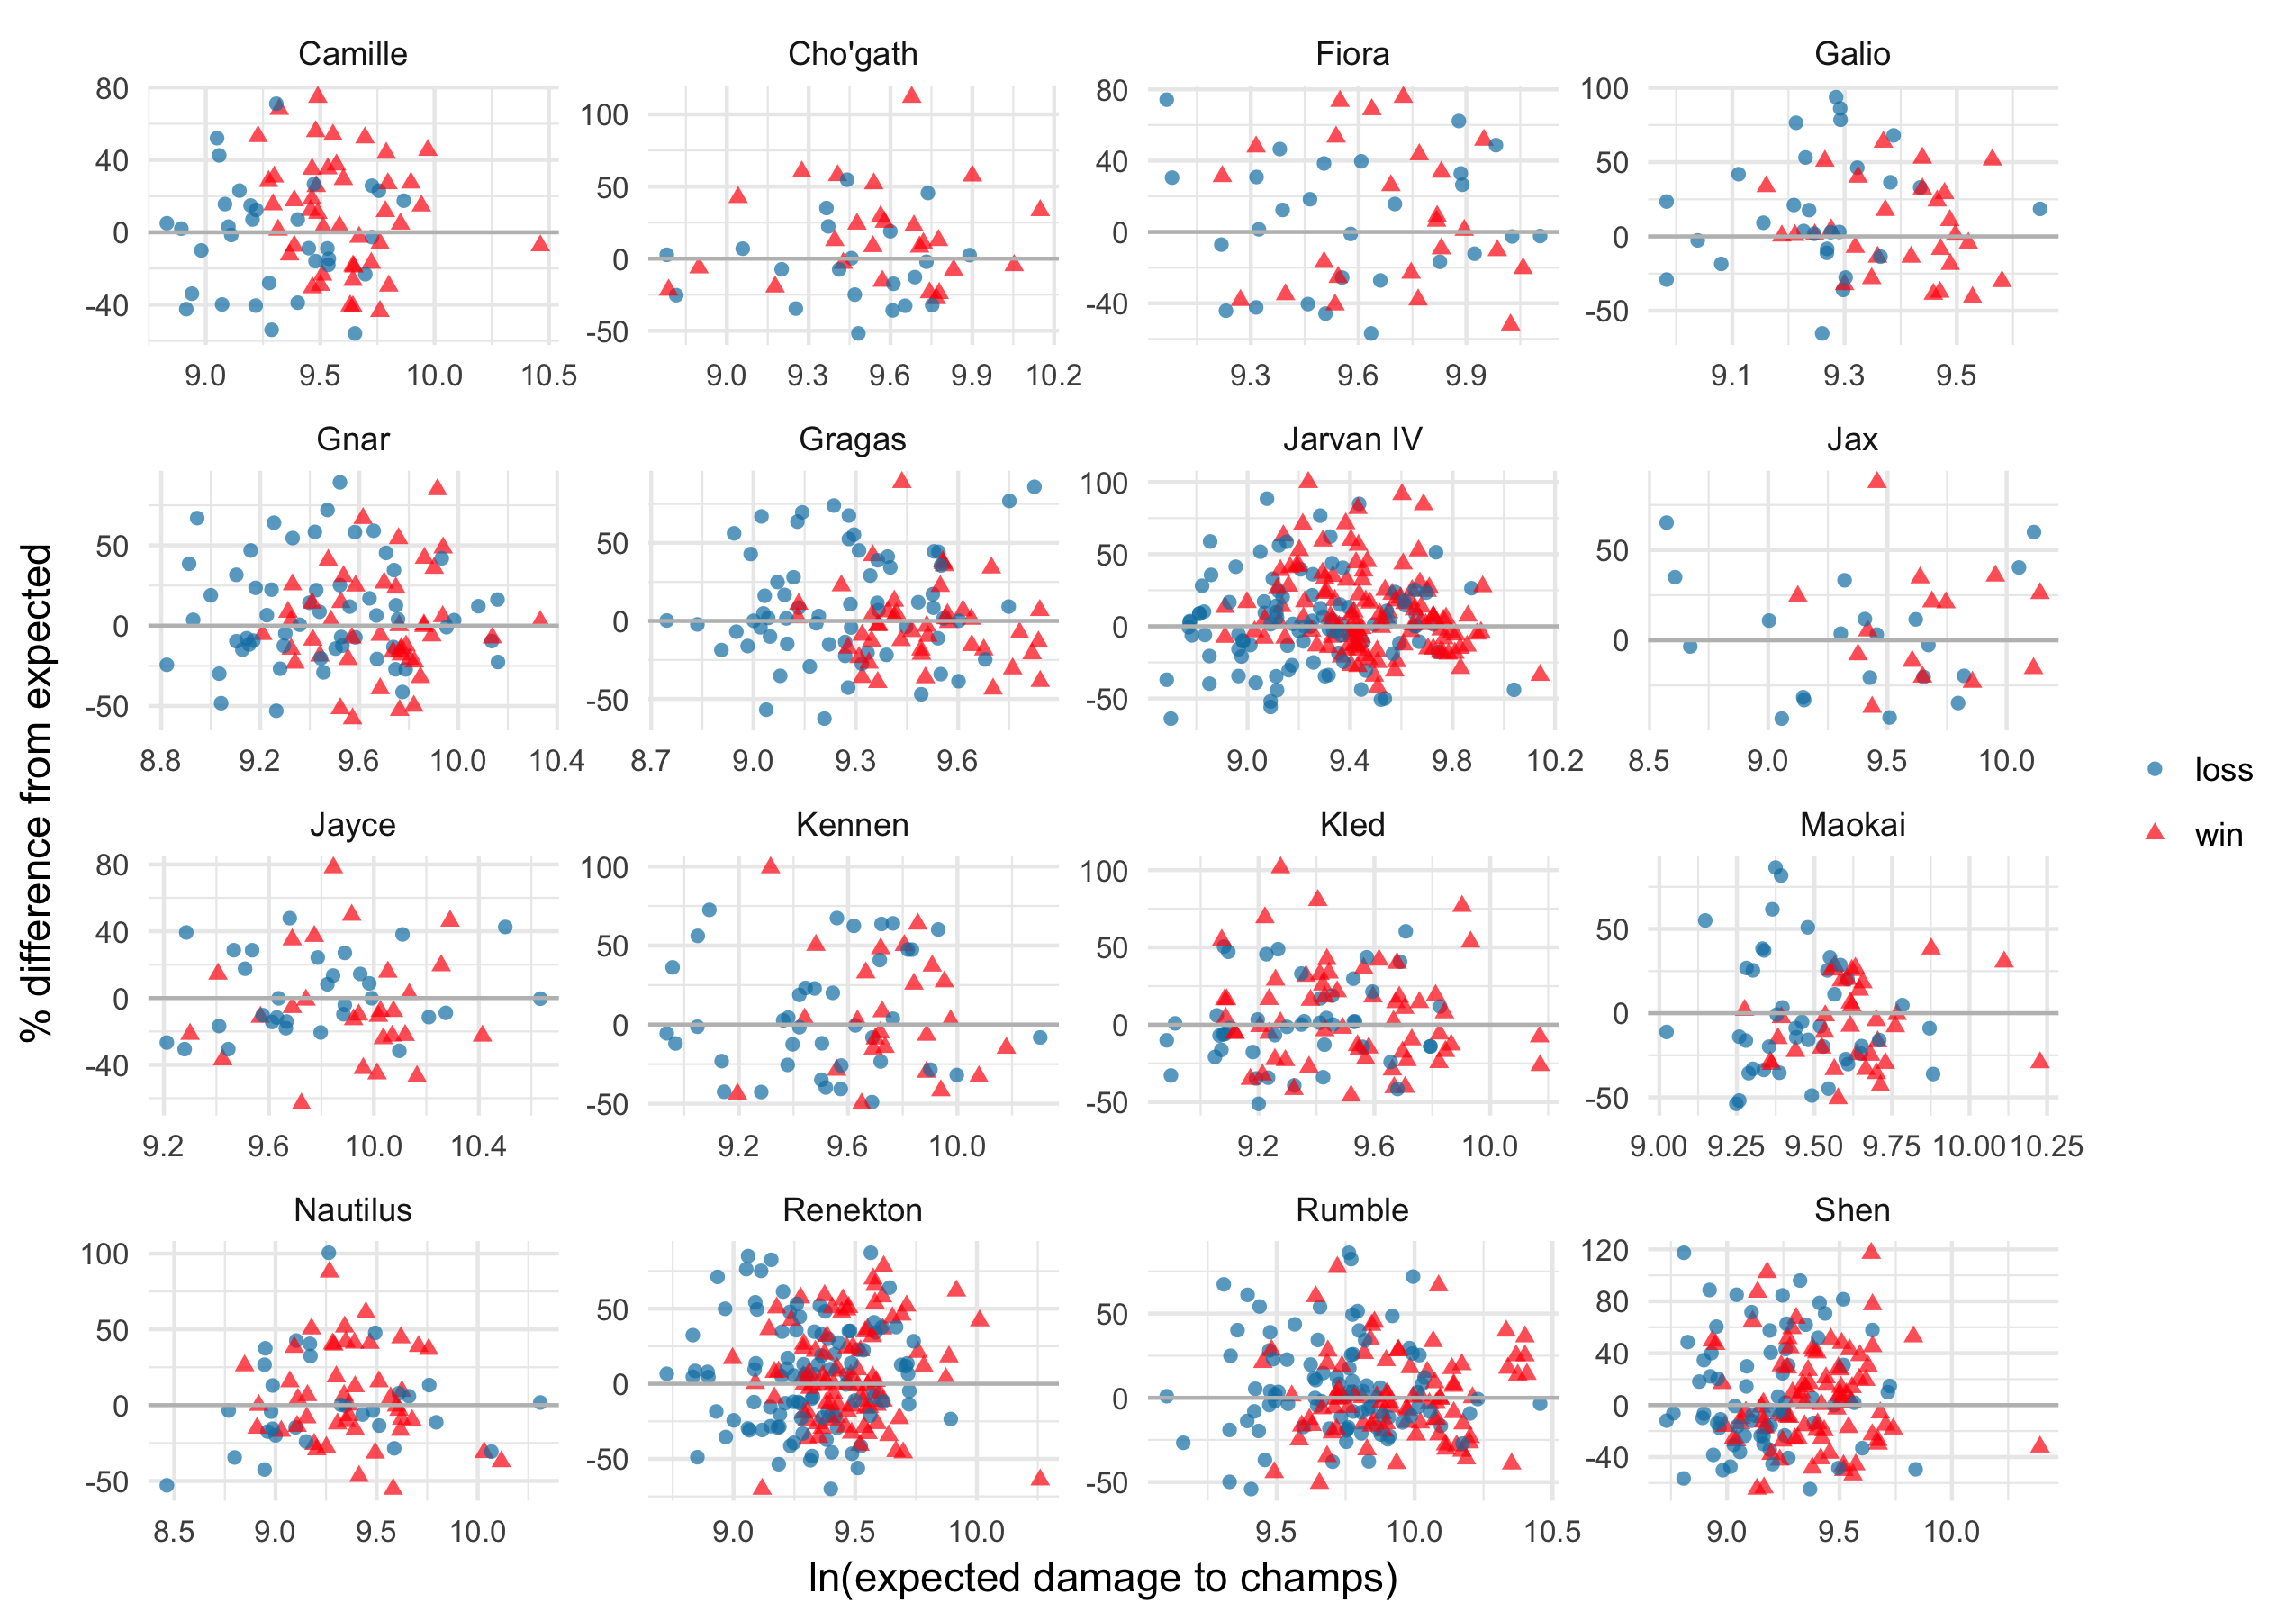 Camille Cho'gath Fiora Galio
80 100 80 100
40 50 40 50
0 0 0 0
-40 -50 -40 -50
9.0 9.5 10.0 10.5 9.0 9.3 9.6 9.9 10.2 9.3 9.6 9.9 9.1 9.3 9.5
Gnar Gragas Jarvan IV Jax
100
50 50 50 50
0 0 0 0
-50 -50 -50
8.8 9.2 9.6 10.0 10.4 8.7 9.0 9.3 9.6 9.0 9.4 9.8 10.2 8.5 9.0 9.5 10.0
% difference from expected
loss
win
Jayce Kennen Kled Maokai
80 100 100
40 50 50 50
0 0 0 0
-40 -50 -50 -50
9.2 9.6 10.0 10.4 9.2 9.6 10.0 9.2 9.6 10.0 9.00 9.25 9.50 9.75 10.00 10.25
Nautilus Renekton Rumble Shen
100 120
50 50 50 80
40
0 0 0 0
-50 -50 -50 -40
8.5 9.0 9.5 10.0 9.0 9.5 10.0 9.5 10.0 10.5 9.0 9.5 10.0
ln(expected damage to champs)